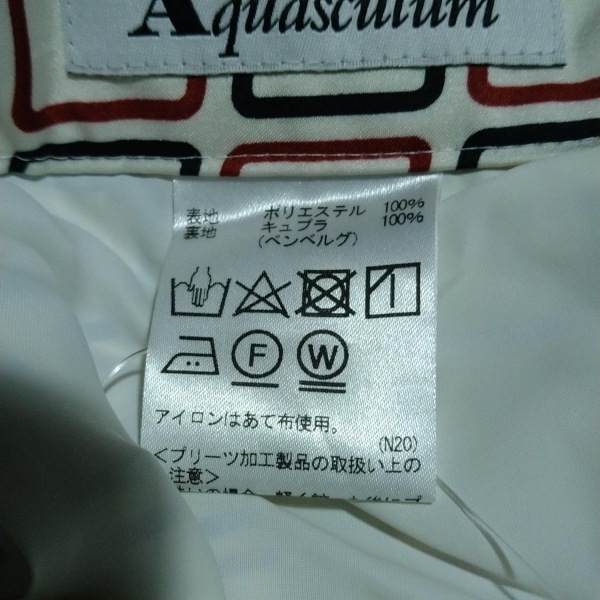 Aquascutum
表地 ポリエステル 100%
裏地 キュプラ 100%
(ベンベルグ)
F W
アイロンはあて布使用。
(N20)
<プリーツ加工製品の取扱い上の
注意>